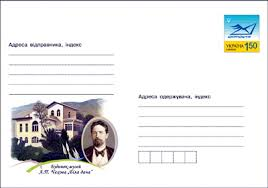 Адреса відправника, індекс
УКРАЇНА 1.50
Адреса одержувача, індекс
Будинок-музей
А.П. Чехова „Біла дача"